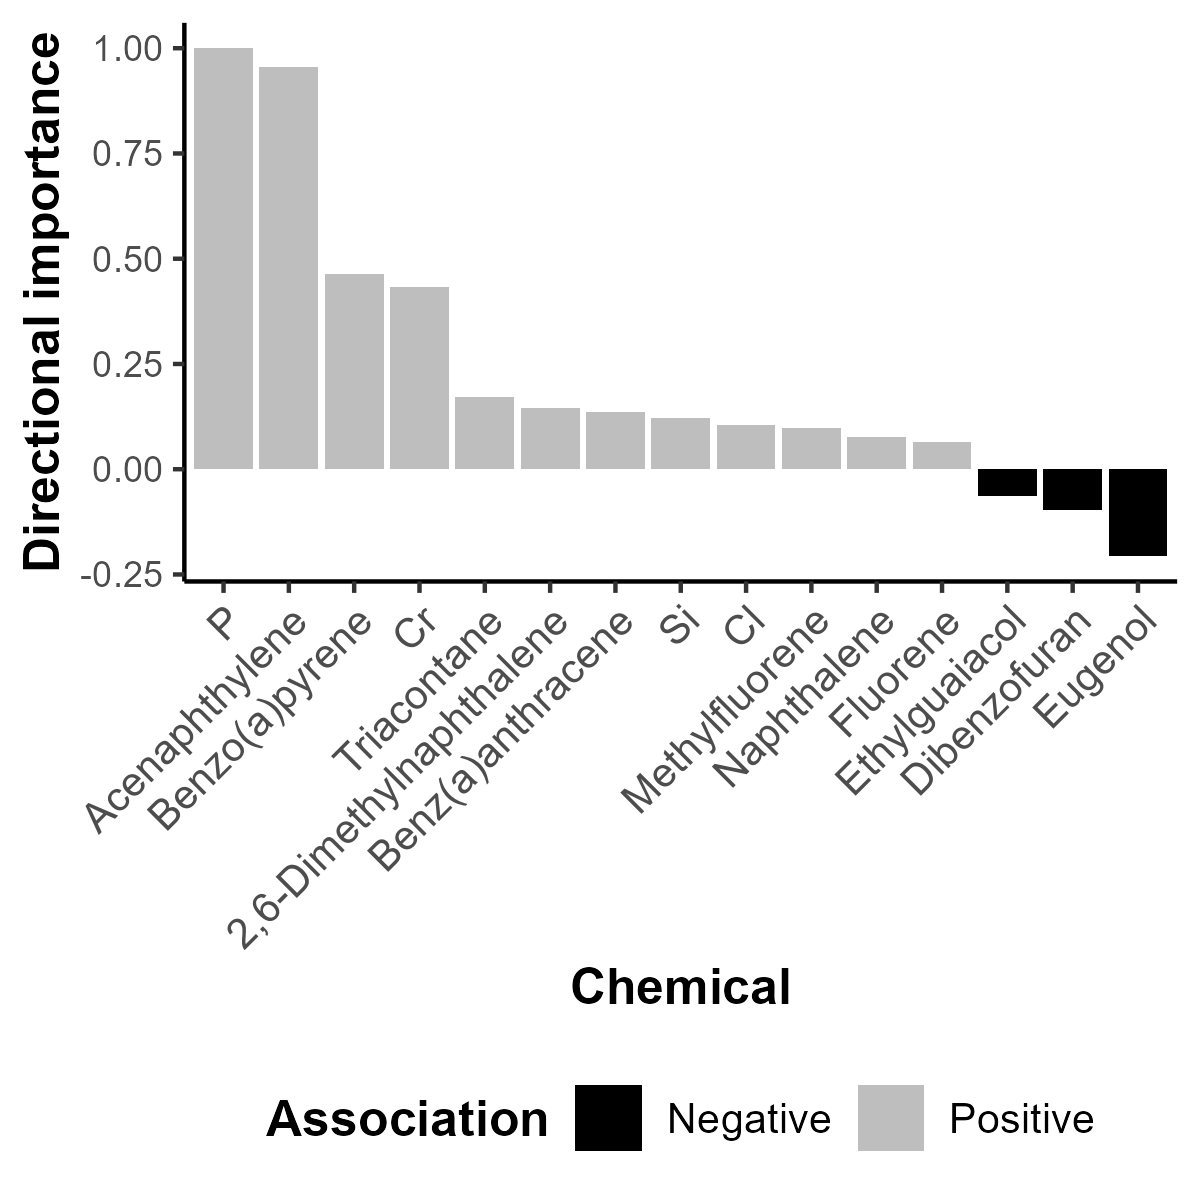 Directional importance
1.00
0.75
0.50
0.25
0.00
-0.25
P
Acenaphthylene
Benzo(a)pyrene
Cr
Triacontane
2,6-Dimethylnaphthalene
Benz(a)anthracene
Si
Cl
Methylfluorene
Naphthalene
Fluorene
Ethylguaiacol
Dibenzofuran
Eugenol
Chemical
Association Negative Positive